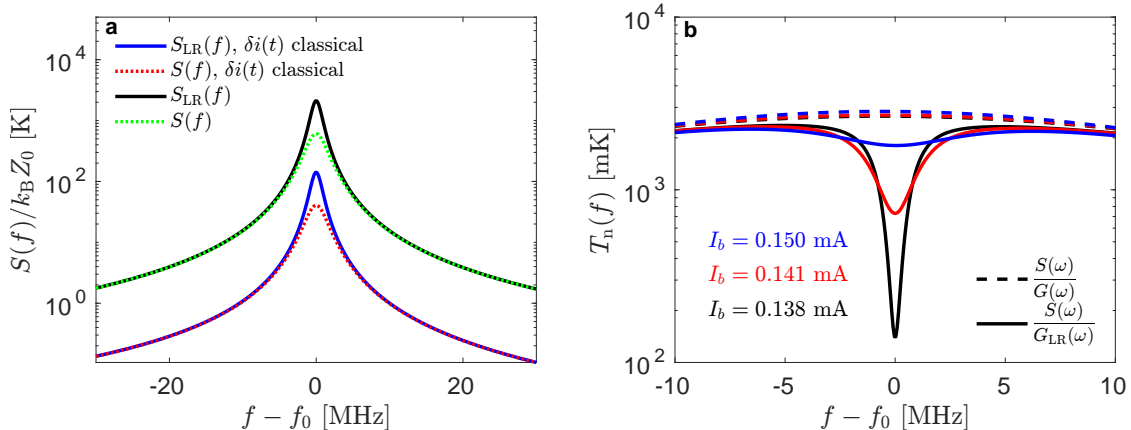 a
S_LR(f), δi(t) classical
S(f), δi(t) classical
S_LR(f)
S(f)
S(f)/k_B Z_0 [K]
10^4
10^2
10^0
-20 0 20
f − f_0 [MHz]
b
T_n(f) [mK]
10^4
10^3
10^2
I_b = 0.150 mA
I_b = 0.141 mA
I_b = 0.138 mA
S(ω)
G(ω)
S(ω)
G_LR(ω)
-10 -5 0 5 10
f − f_0 [MHz]